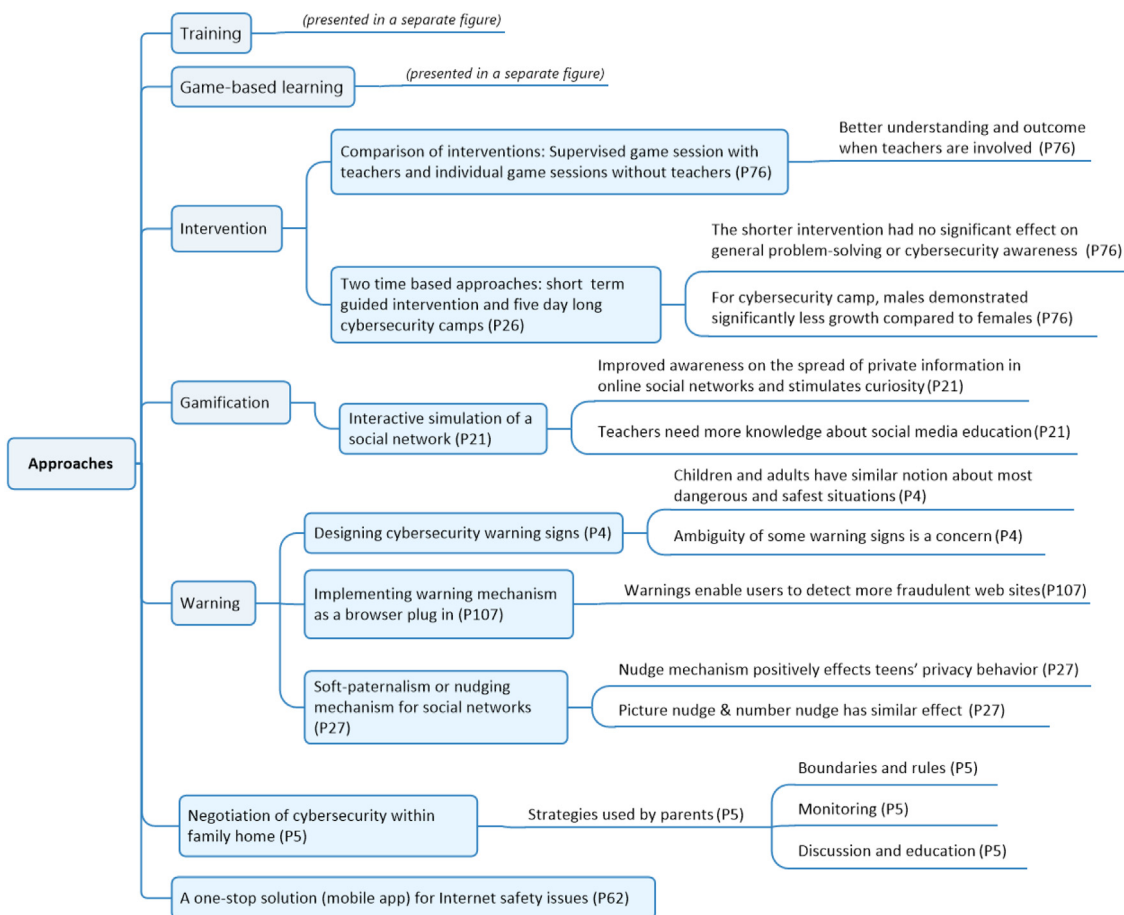 Training
(presented in a separate figure)
Game-based learning
(presented in a separate figure)
Intervention
Comparison of interventions: Supervised game session with
teachers and individual game sessions without teachers (P76)
Better understanding and outcome
when teachers are involved (P76)
Two time based approaches: short term
guided intervention and five day long
cybersecurity camps (P26)
The shorter intervention had no significant effect on
general problem-solving or cybersecurity awareness (P76)
For cybersecurity camp, males demonstrated
significantly less growth compared to females (P76)
Gamification
Interactive simulation of a
social network (P21)
Improved awareness on the spread of private information in
online social networks and stimulates curiosity (P21)
Teachers need more knowledge about social media education (P21)
Approaches
Warning
Designing cybersecurity warning signs (P4)
Children and adults have similar notion about most
dangerous and safest situations (P4)
Ambiguity of some warning signs is a concern (P4)
Implementing warning mechanism
as a browser plug in (P107)
Warnings enable users to detect more fraudulent web sites(P107)
Soft-paternalism or nudging
mechanism for social networks
(P27)
Nudge mechanism positively effects teens’ privacy behavior (P27)
Picture nudge & number nudge has similar effect (P27)
Negotiation of cybersecurity within
family home (P5)
Strategies used by parents (P5)
Boundaries and rules (P5)
Monitoring (P5)
Discussion and education (P5)
A one-stop solution (mobile app) for Internet safety issues (P62)